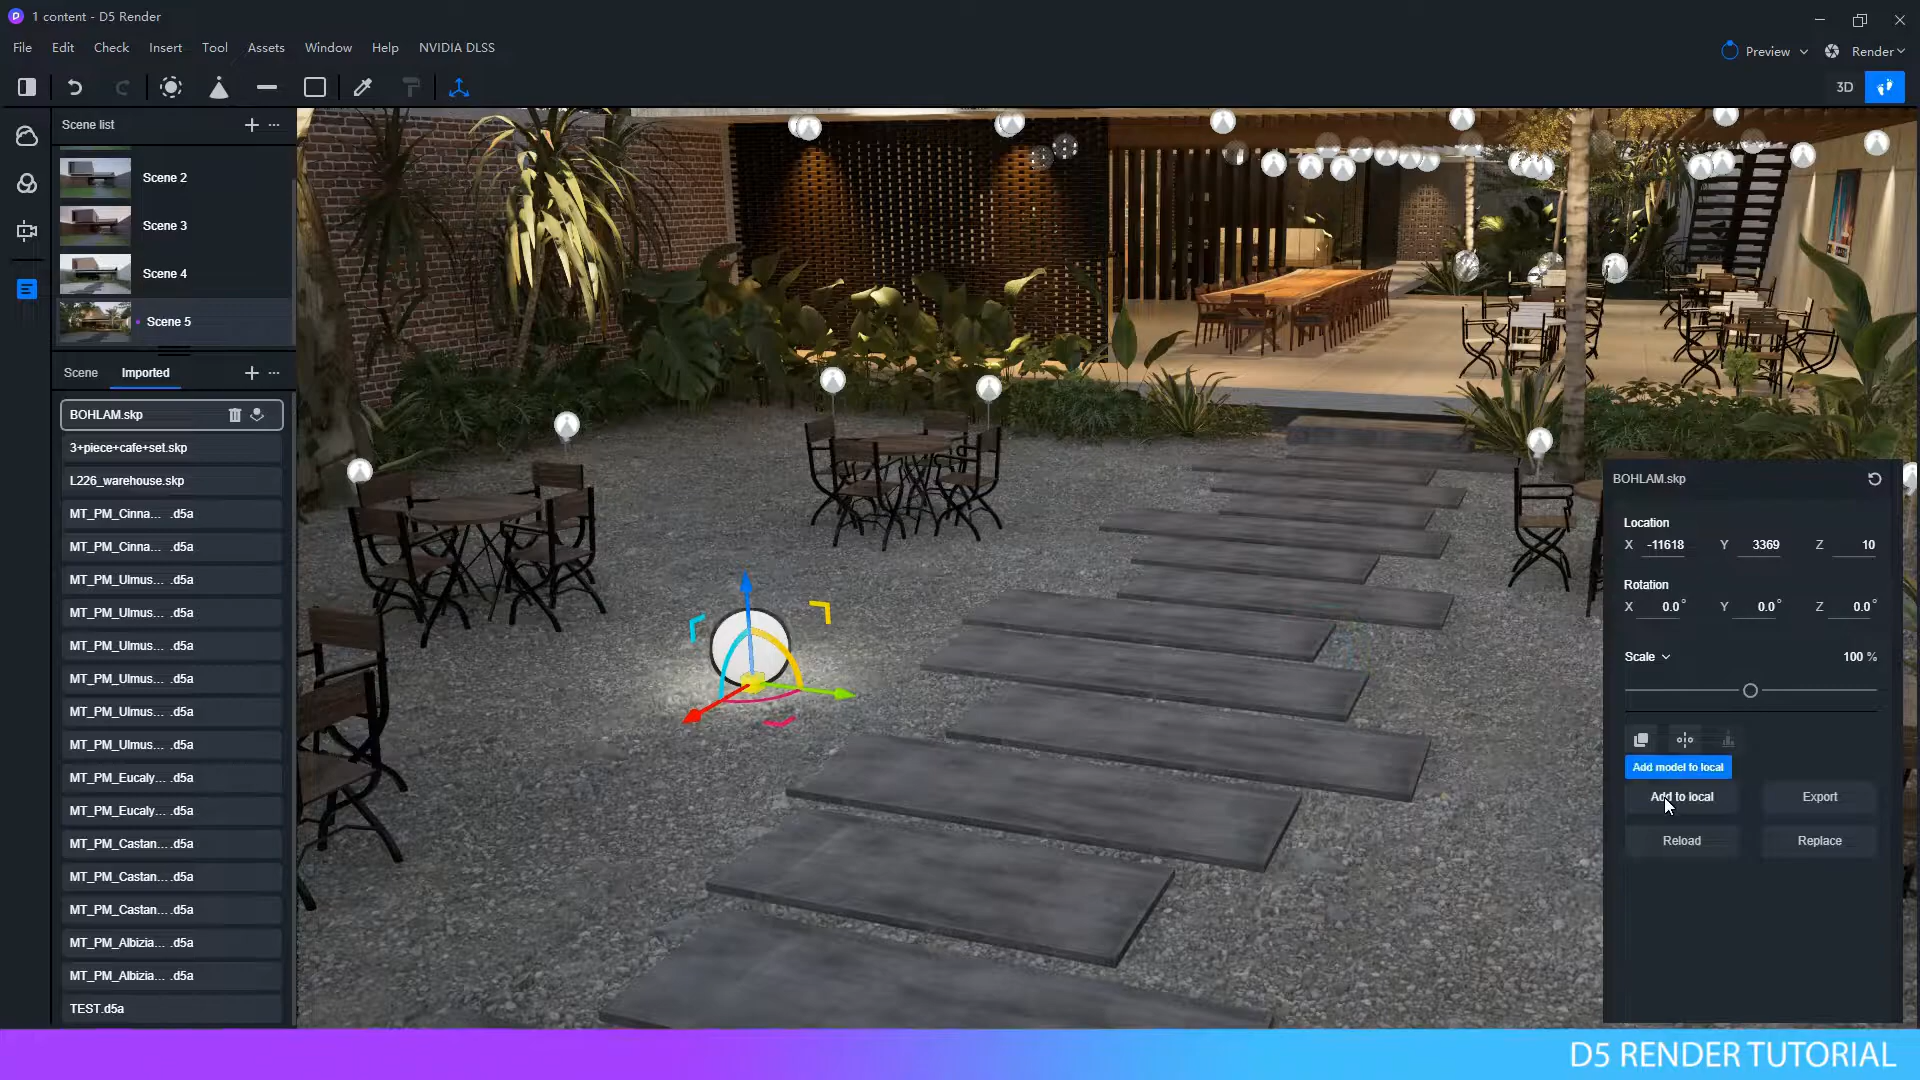 1 content - D5 Render
File Edit Check Insert Tool Assets Window Help NVIDIA DLSS
Preview Render
3D
Scene list
Scene 2
Scene 3
Scene 4
Scene 5
Scene Imported
BOHLAM.skp
3+piece+cafe+set.skp
L226_warehouse.skp
MT_PM_Cinna... .d5a
MT_PM_Cinna... .d5a
MT_PM_Ulmus... .d5a
MT_PM_Ulmus... .d5a
MT_PM_Ulmus... .d5a
MT_PM_Ulmus... .d5a
MT_PM_Ulmus... .d5a
MT_PM_Ulmus... .d5a
MT_PM_Eucaly... .d5a
MT_PM_Eucaly... .d5a
MT_PM_Castan... .d5a
MT_PM_Castan... .d5a
MT_PM_Castan... .d5a
MT_PM_Albizia... .d5a
MT_PM_Albizia... .d5a
TEST.d5a
BOHLAM.skp
Location
X -11618 Y 3369 Z 10
Rotation
X 0.0° Y 0.0° Z 0.0°
Scale 100 %
Add model to local
Add to local Export
Reload Replace
D5 RENDER TUTORIAL